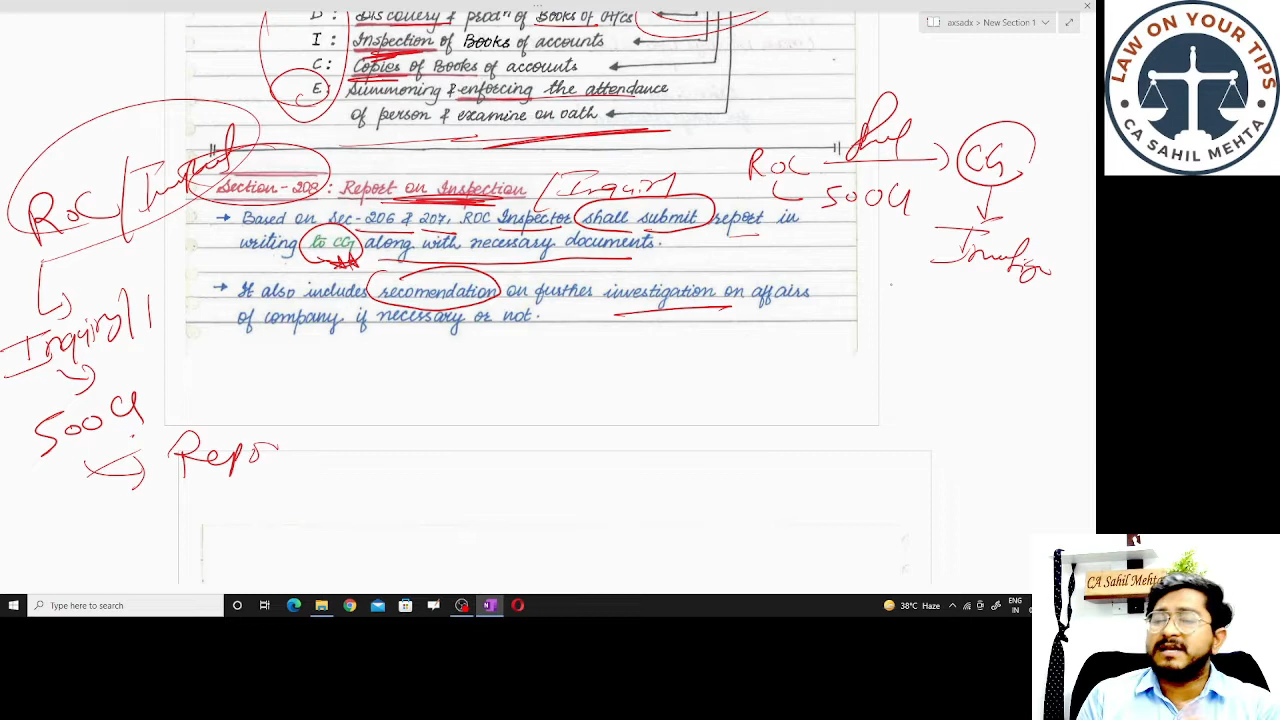 axsadx > New Section 1
D: Discovery & prodn of Books of A/cs
I: Inspection of Books of accounts
C: Copies of Books of accounts
E: Summoning & enforcing the attendance
of person & examine on oath
Section-208: Report on Inspection / Inquiry
→ Based on Sec-206 & 207, ROC Inspector shall submit report in
writing to CG along with necessary documents.
→ It also includes recomendation on further investigation on affairs
of company if necessary or not.
ROC
Inquiry
500 Cr
Repo
ROC
500 Cr
CG
LAW ON YOUR TIPS
CA SAHIL MEHTA
CA Sahil Mehta
Type here to search
38°C Haze
ENG
IN